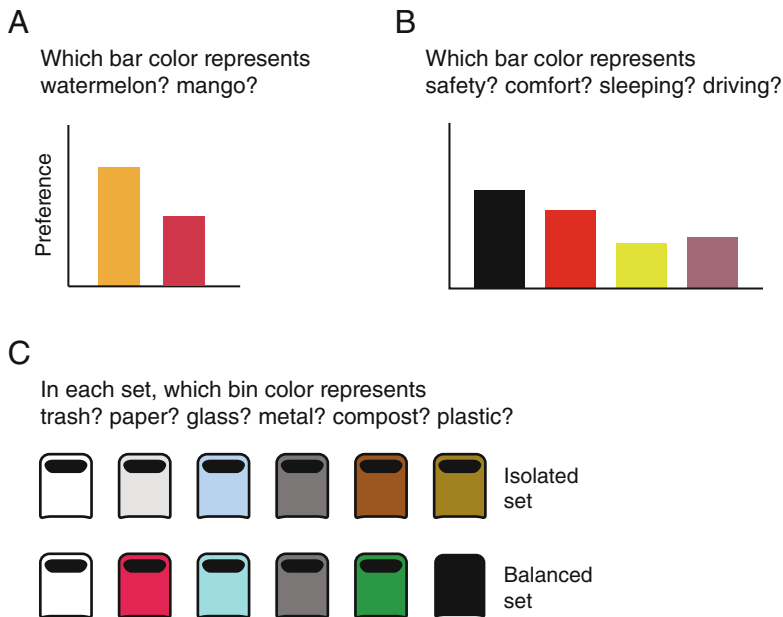 A
Which bar color represents
watermelon? mango?
Preference
B
Which bar color represents
safety? comfort? sleeping? driving?
C
In each set, which bin color represents
trash? paper? glass? metal? compost? plastic?
Isolated
set
Balanced
set